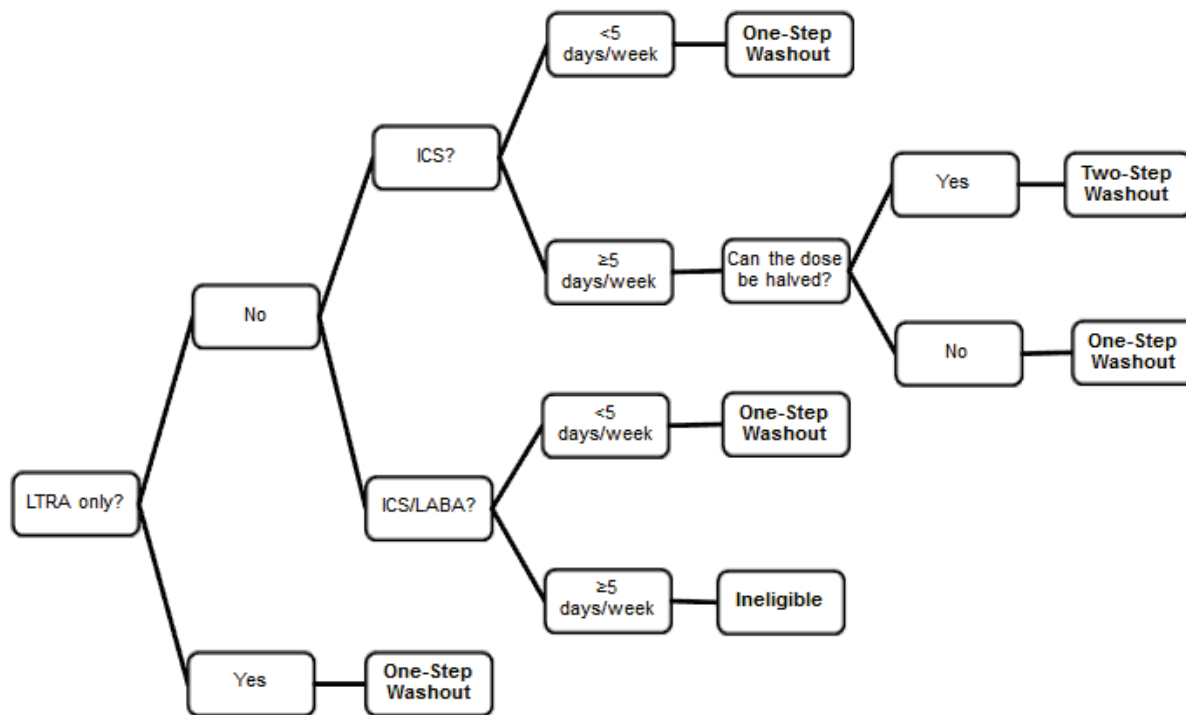 <5
days/week
One-Step
Washout
ICS?
Yes
Two-Step
Washout
≥5
days/week
Can the dose
be halved?
No
No
One-Step
Washout
<5
days/week
One-Step
Washout
LTRA only?
ICS/LABA?
≥5
days/week
Ineligible
Yes
One-Step
Washout